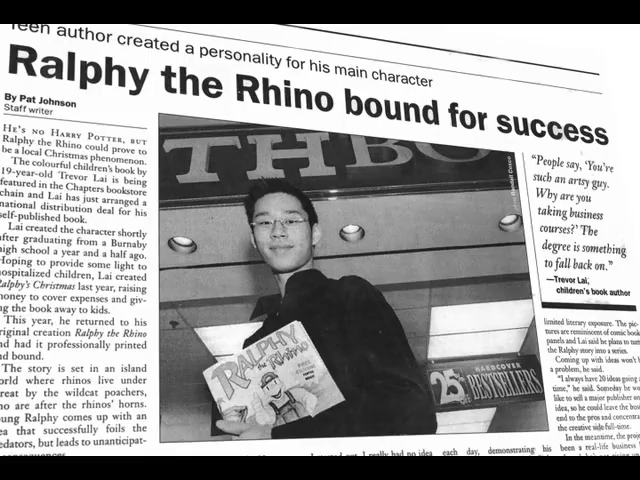 Teen author created a personality for his main character
Ralphy the Rhino bound for success
By Pat Johnson
Staff writer
HE'S NO HARRY POTTER, BUT
Ralphy the Rhino could prove to
be a local Christmas phenomenon.
The colourful children's book by
19-year-old Trevor Lai is being
featured in the Chapters bookstore
chain and Lai has just arranged a
national distribution deal for his
self-published book.
Lai created the character shortly
after graduating from a Burnaby
high school a year and a half ago.
Hoping to provide some light to
hospitalized children, Lai created
Ralphy's Christmas last year, raising
money to cover expenses and giv-
ing the book away to kids.
This year, he returned to his
original creation Ralphy the Rhino
and had it professionally printed
and bound.
The story is set in an island
world where rhinos live under
threat by the wildcat poachers,
who are after the rhinos' horns.
Young Ralphy comes up with an
idea that successfully foils the
predators, but leads to unanticipat-
consequences
THBO
RALPHY
the RHINO
25%
HARDCOVER
BESTSELLERS
"People say, 'You're
such an artsy guy.
Why are you
taking business
courses?' The
degree is something
to fall back on."
—Trevor Lai,
children's book author
limited literary exposure. The pic-
tures are reminiscent of comic book
panels and Lai said he plans to turn
the Ralphy story into a series.
Coming up with ideas won't be
a problem, he said.
"I always have 20 ideas going at
time," he said. Someday he would
like to sell a major publisher on
idea, so he could leave the business
end to the pros and concentrate
the creative side full-time.
In the meantime, the project
been a real-life business
I really had no idea
each day, demonstrating his